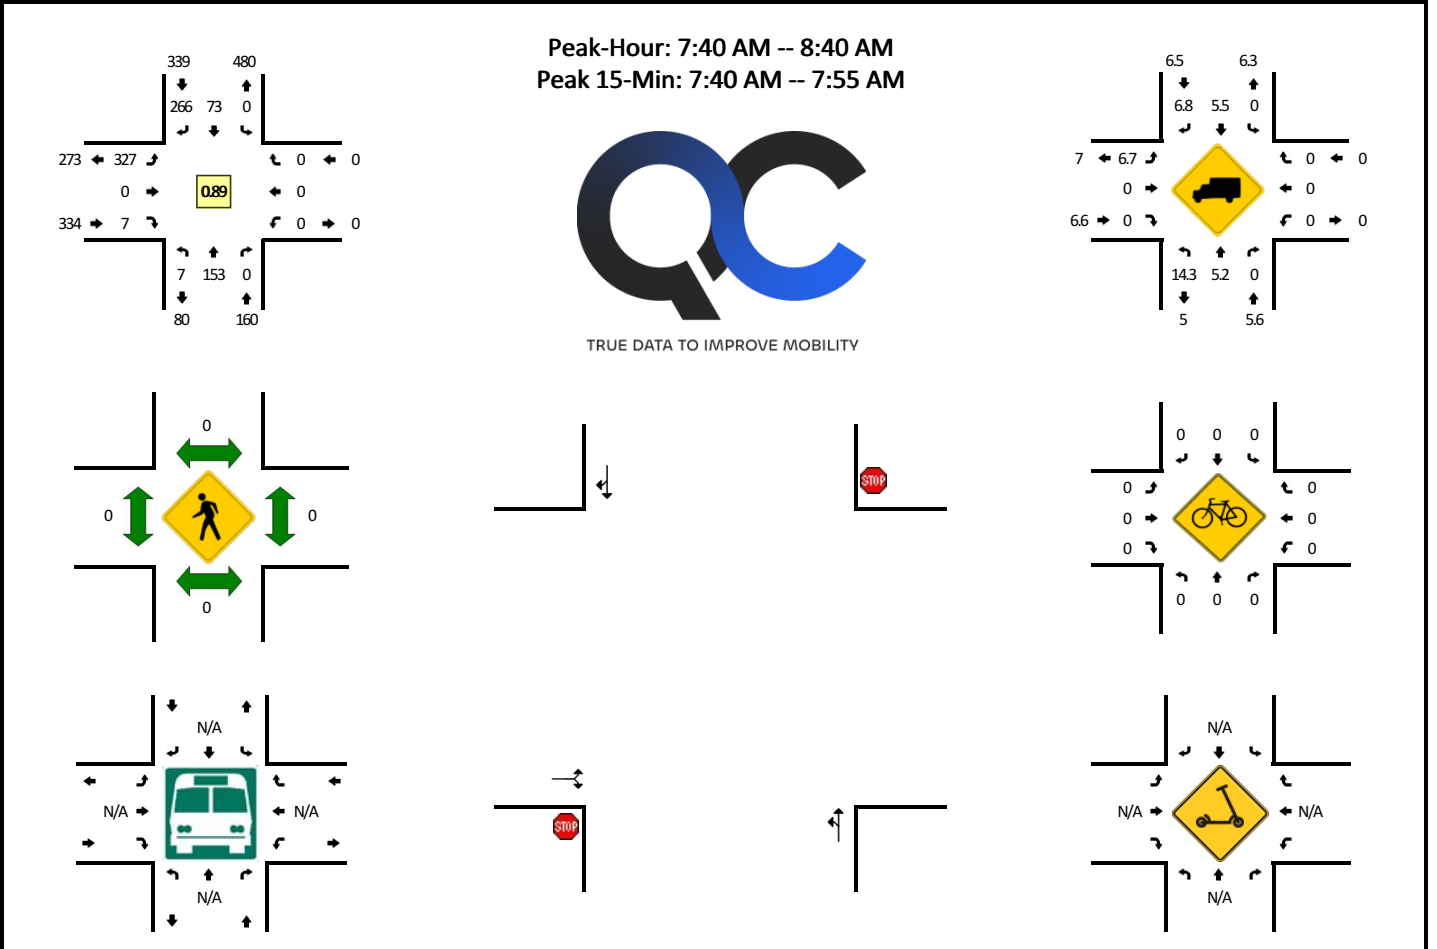 Peak-Hour: 7:40 AM -- 8:40 AM
Peak 15-Min: 7:40 AM -- 7:55 AM
339 480
266 73 0
273 327 0 0
0 0.89 0
334 7 0 0
7 153 0
80 160
TRUE DATA TO IMPROVE MOBILITY
6.5 6.3
6.8 5.5 0
7 6.7 0 0
0 0
6.6 0 0 0
14.3 5.2 0
5 5.6
0
0 0
0
STOP
STOP
0 0 0
0 0
0 0
0 0
0 0 0
N/A
N/A N/A
N/A
N/A
N/A N/A
N/A